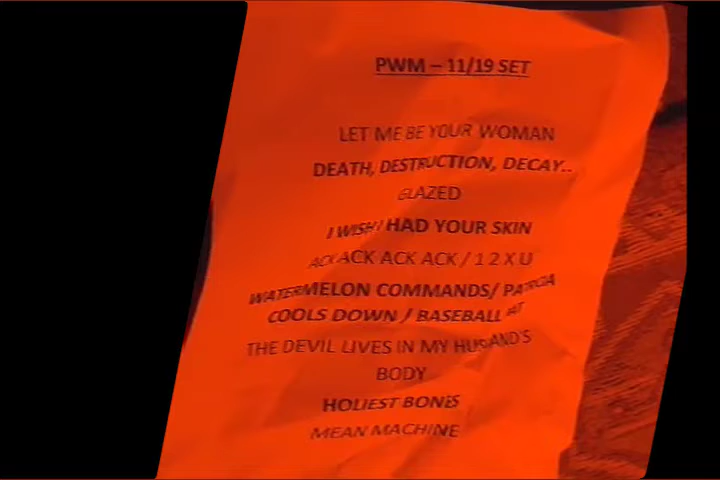 PWM – 11/19 SET
LET ME BE YOUR WOMAN
DEATH, DESTRUCTION, DECAY..
GLAZED
I WISH I HAD YOUR SKIN
ACK ACK ACK ACK / 1 2 X U
WATERMELON COMMANDS/ PATRICIA
COOLS DOWN / BASEBALL
THE DEVIL LIVES IN MY HUSBAND'S
BODY
HOLIEST BONES
MEAN MACHINE